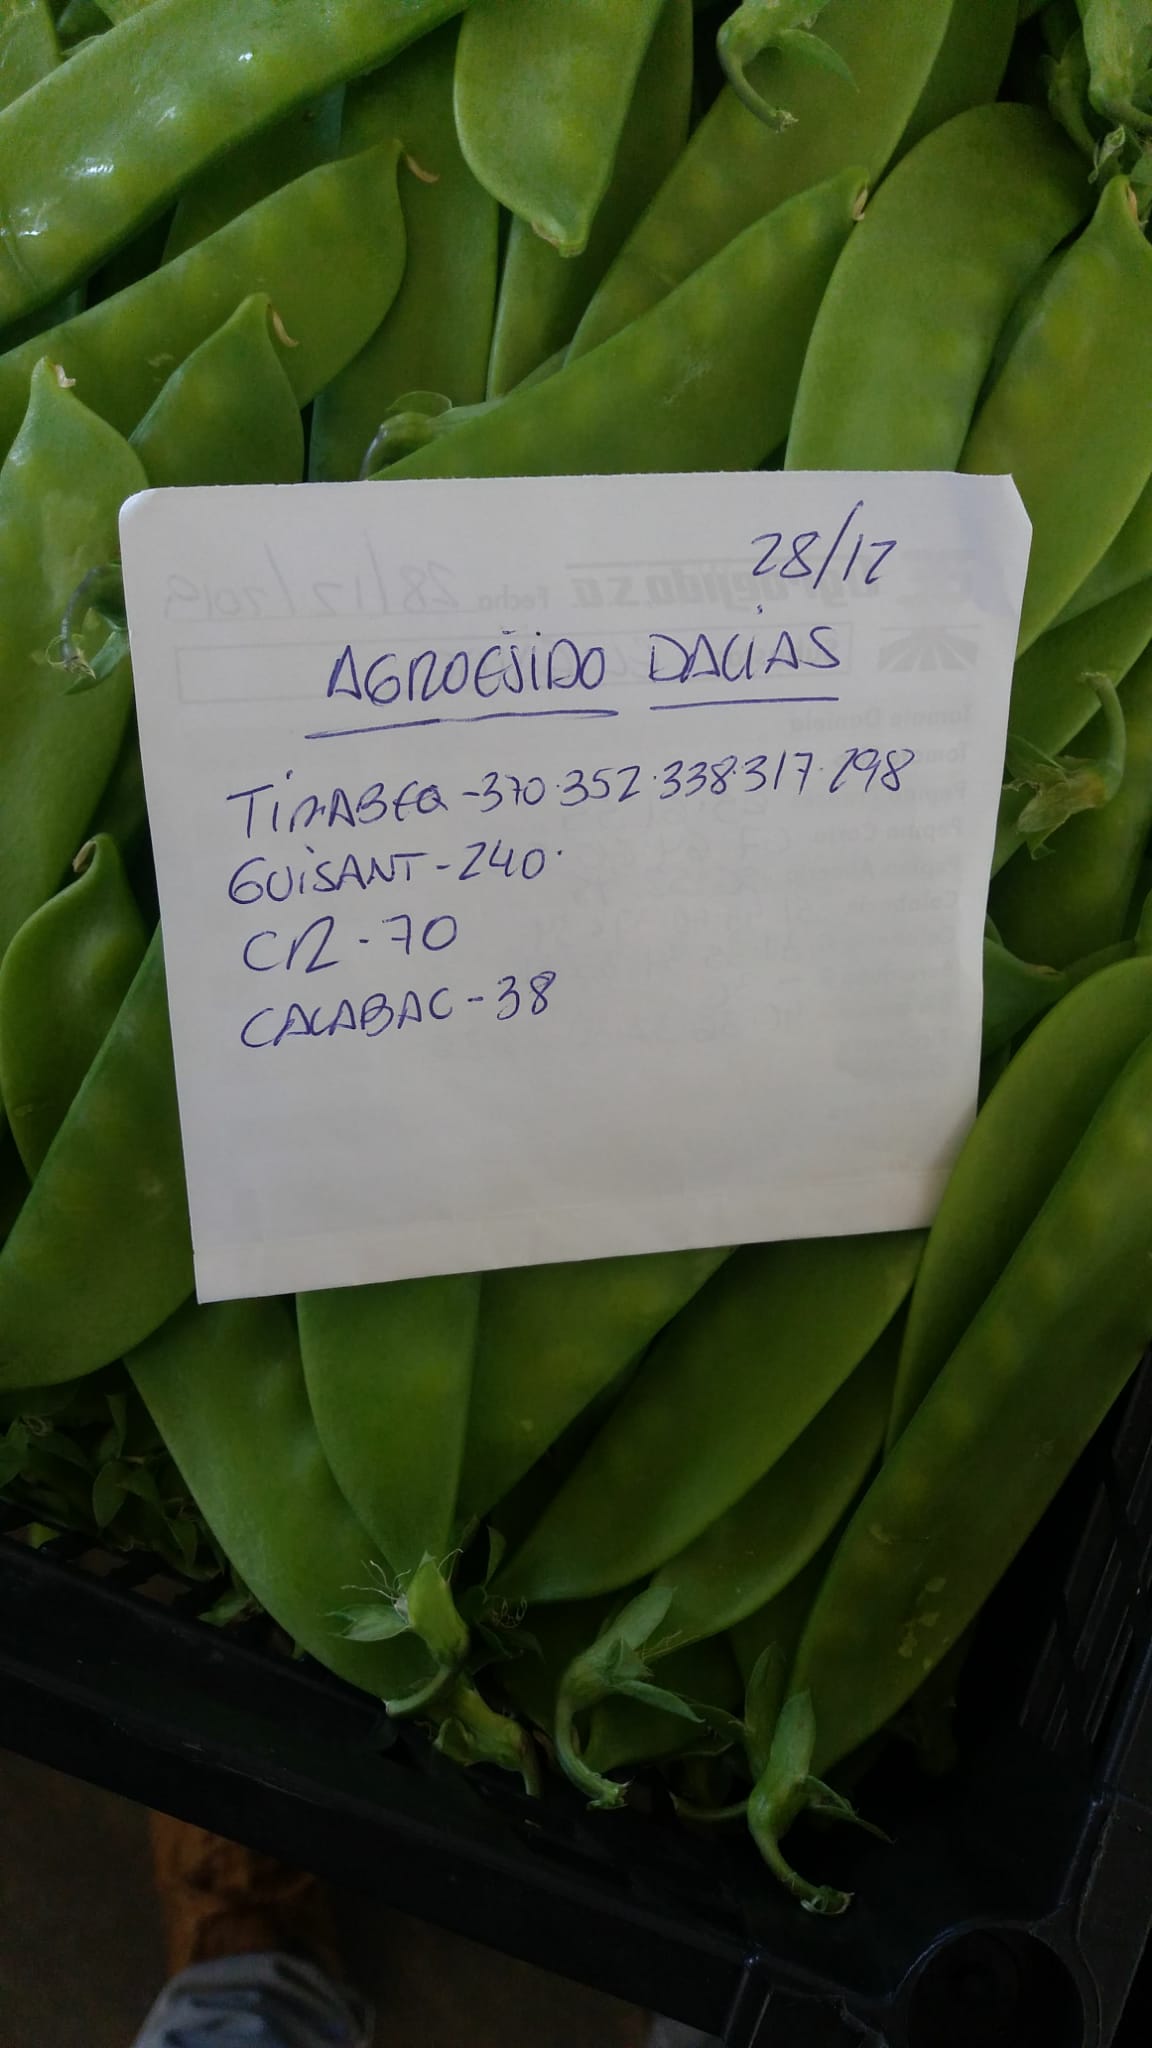 28/12
AGROEJIDO DALIAS
TIRABEQ-370.352.338.317.298
GUISANT-240.
CR-70
CALABAC-38